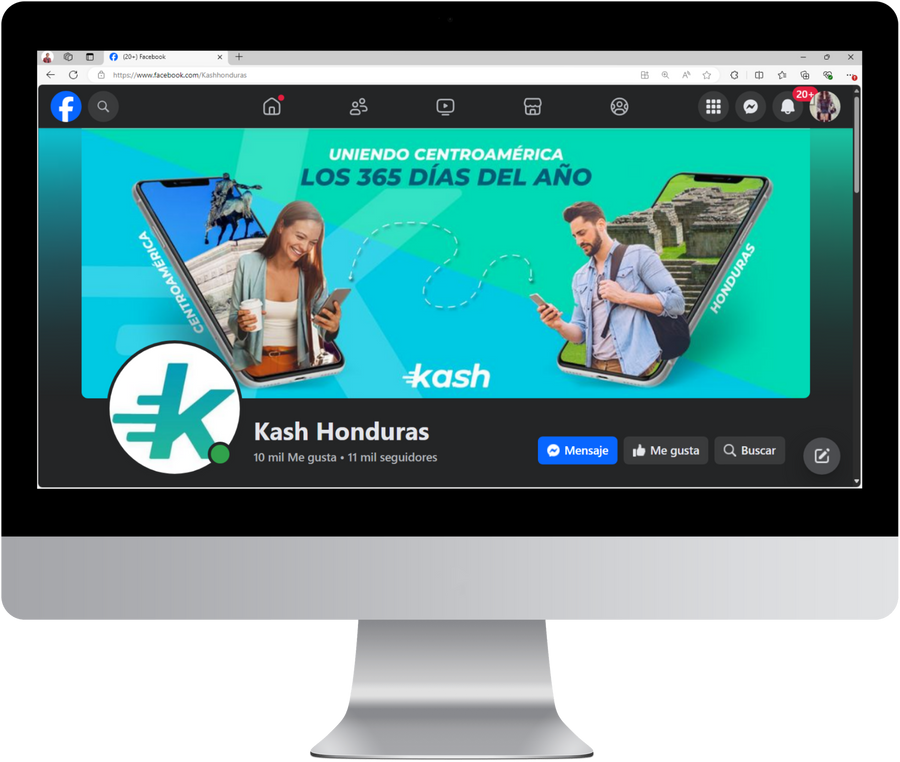 (20+) Facebook
https://www.facebook.com/Kashhonduras
20+
UNIENDO CENTROAMÉRICA
LOS 365 DÍAS DEL AÑO
CENTROAMÉRICA
HONDURAS
kash
Kash Honduras
10 mil Me gusta • 11 mil seguidores
Mensaje
Me gusta
Buscar